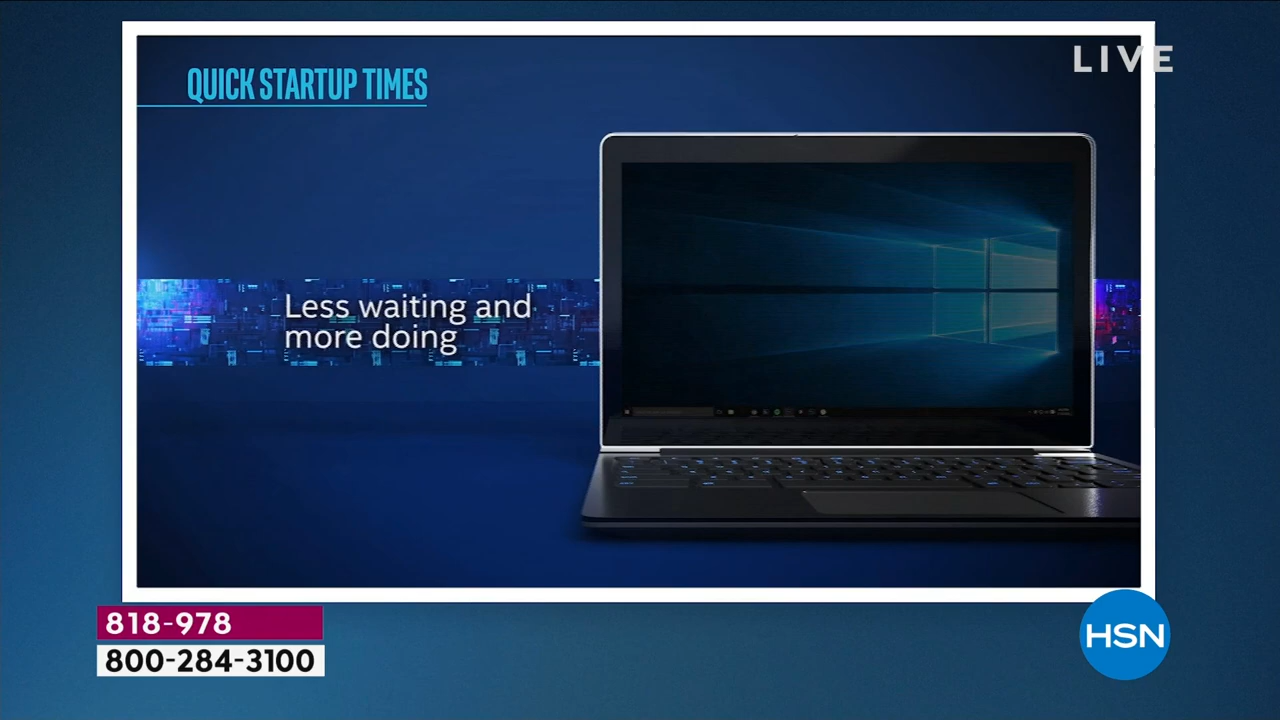 LIVE
QUICK STARTUP TIMES
Less waiting and
more doing
818-978
800-284-3100
HSN